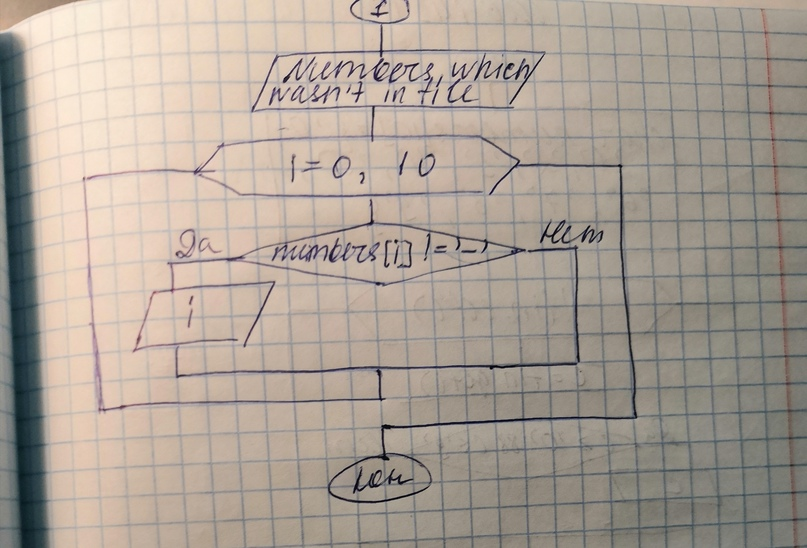 1
Numbers, which
wasn't in file
i=0, 10
Да
numbers[i] != '-'
Нет
i
кон